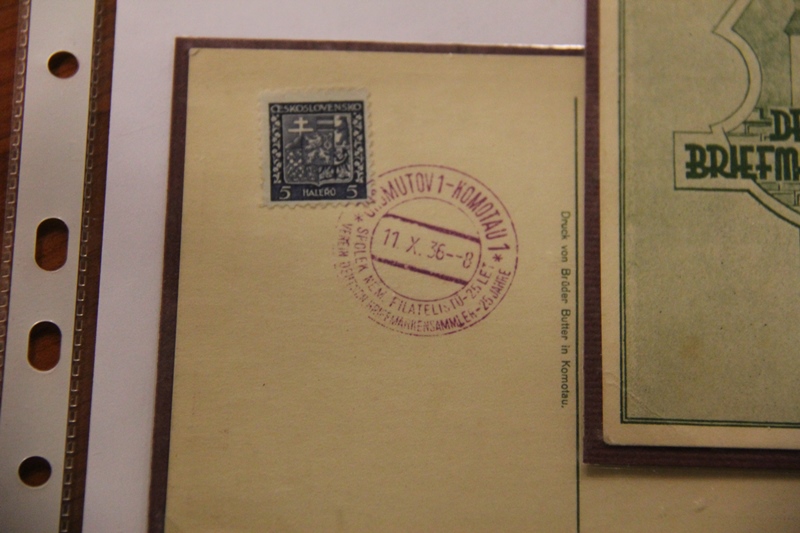 ČESKOSLOVENSKO
5 HALÉŘŮ 5
CHOMUTOV 1 - KOMOTAU 1
11 X. 36--8
* SPOLEK NĚM. FILATELISTŮ - 25 LET *
VEREIN DEUTSCH. BRIEFMARKENSAMMLER - 25 JAHRE
Druck von Brüder Butter in Komotau.
BRIEFM